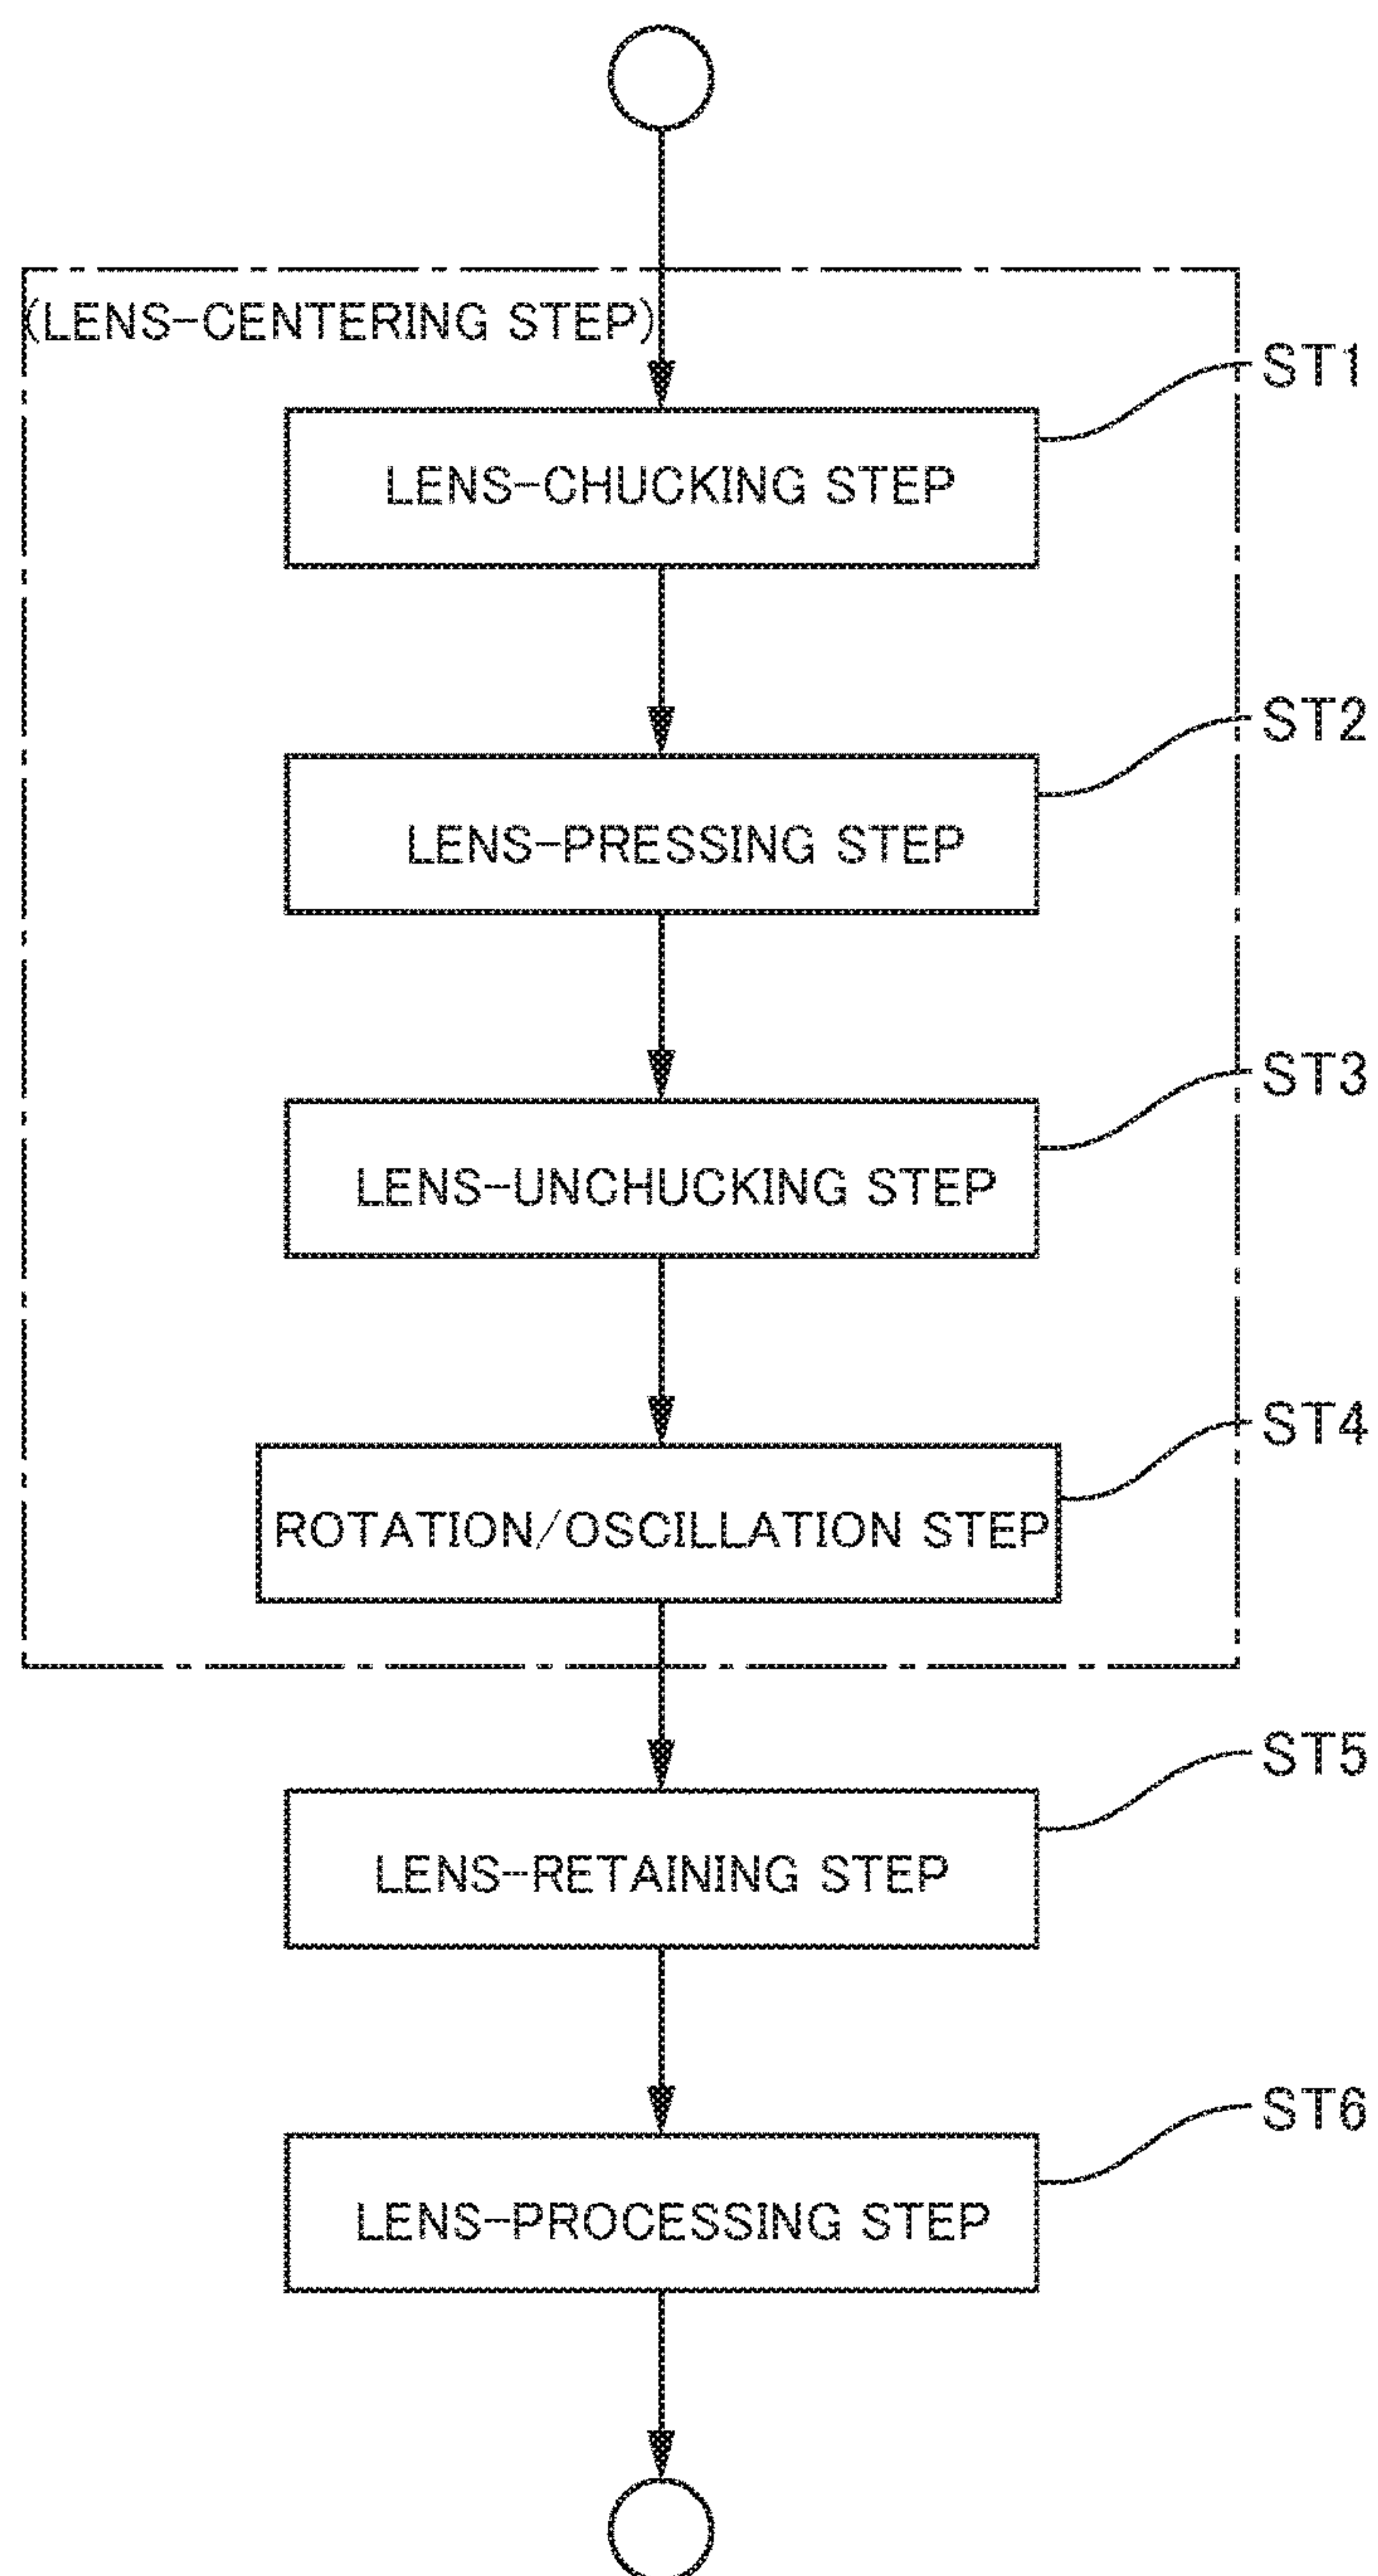 (LENS-CENTERING STEP)
ST1
LENS-CHUCKING STEP
ST2
LENS-PRESSING STEP
ST3
LENS-UNCHUCKING STEP
ST4
ROTATION/OSCILLATION STEP
ST5
LENS-RETAINING STEP
ST6
LENS-PROCESSING STEP